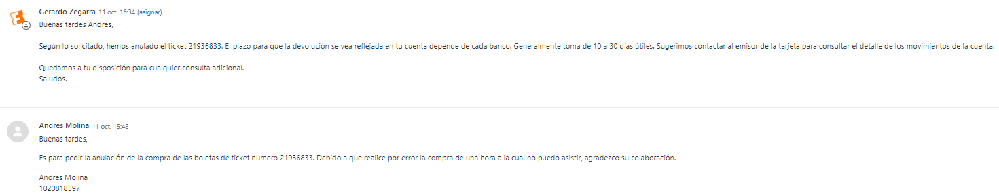 Gerardo Zegarra 11 oct. 16:34 (asignar)
Buenas tardes Andrés,
Según lo solicitado, hemos anulado el ticket 21936833. El plazo para que la devolución se vea reflejada en tu cuenta depende de cada banco. Generalmente toma de 10 a 30 días útiles. Sugerimos contactar al emisor de la tarjeta para consultar el detalle de los movimientos de la cuenta.
Quedamos a tu disposición para cualquier consulta adicional.
Saludos.
Andres Molina 11 oct. 15:48
Buenas tardes,
Es para pedir la anulación de la compra de las boletas de ticket numero 21936833. Debido a que realice por error la compra de una hora a la cual no puedo asistir, agradezco su colaboración.
Andrés Molina
1020818597